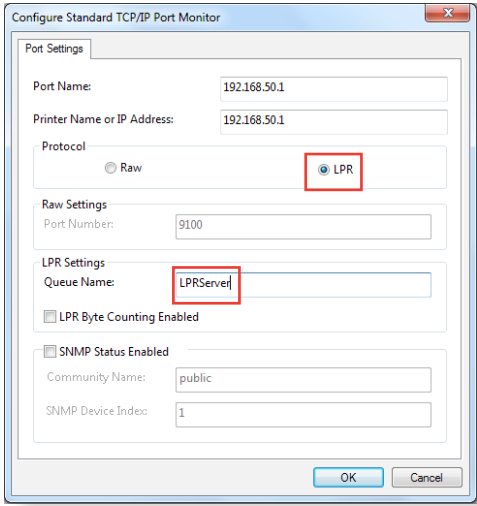 Configure Standard TCP/IP Port Monitor
Port Settings
Port Name: 192.168.50.1
Printer Name or IP Address: 192.168.50.1
Protocol
Raw LPR
Raw Settings
Port Number: 9100
LPR Settings
Queue Name: LPRServer
LPR Byte Counting Enabled
SNMP Status Enabled
Community Name: public
SNMP Device Index: 1
OK Cancel